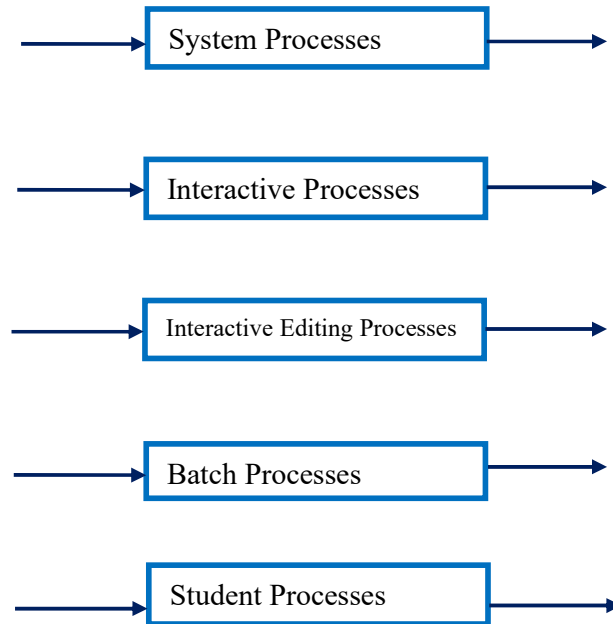 System Processes
Interactive Processes
Interactive Editing Processes
Batch Processes
Student Processes